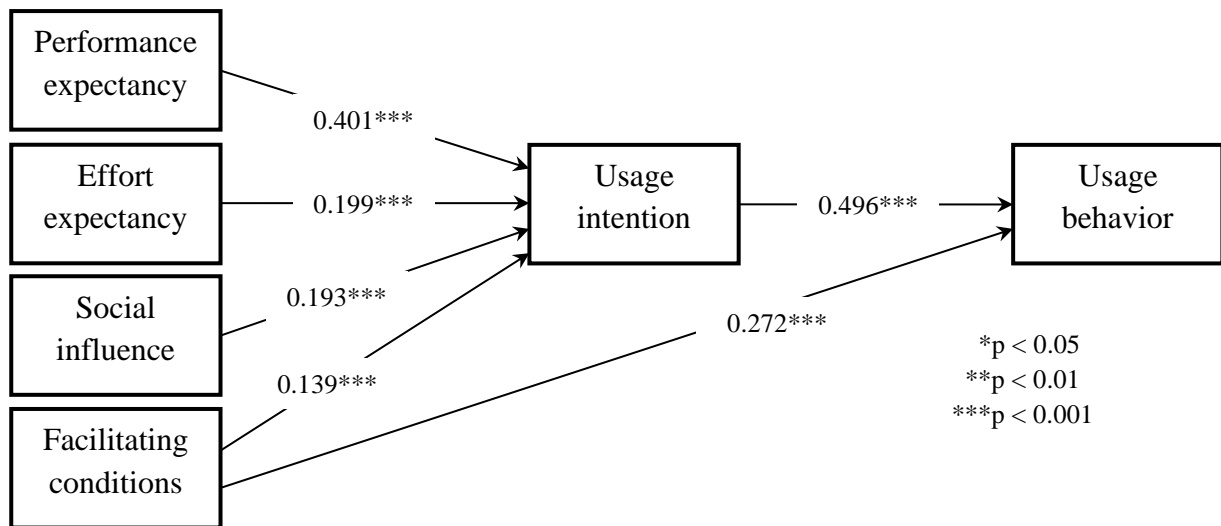 Performance
expectancy
0.401***
Effort
expectancy
0.199***
Usage
intention
0.496***
Usage
behavior
Social
influence
0.193***
0.272***
0.139***
Facilitating
conditions
*p < 0.05
**p < 0.01
***p < 0.001